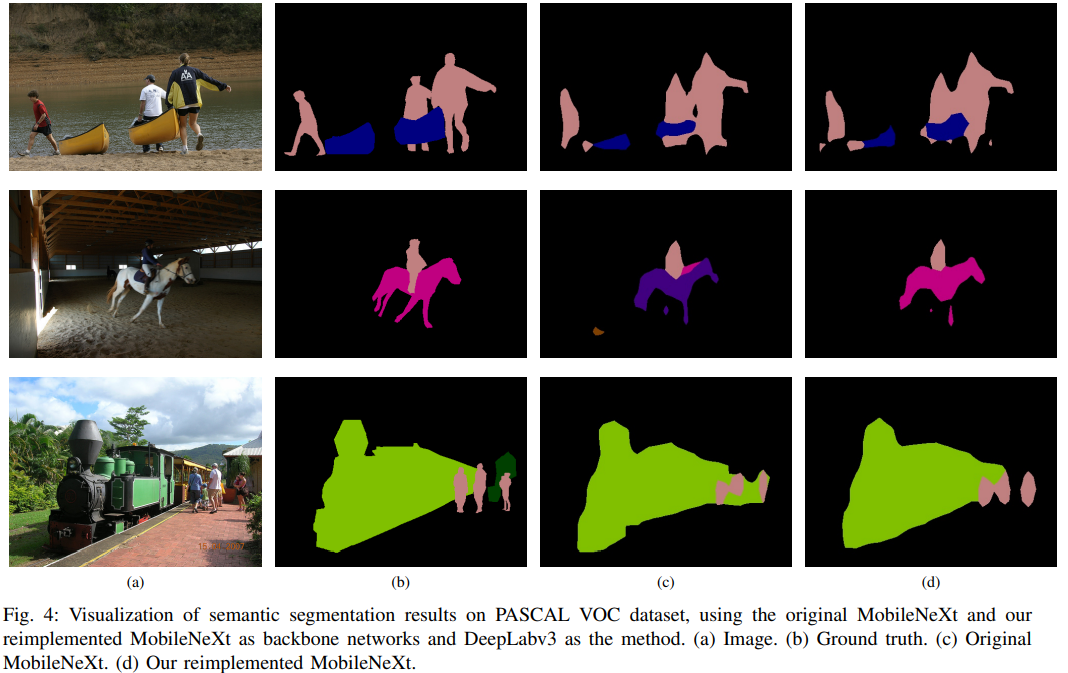 AA
(a)
(b)
(c)
(d)
Fig. 4: Visualization of semantic segmentation results on PASCAL VOC dataset, using the original MobileNeXt and our
reimplemented MobileNeXt as backbone networks and DeepLabv3 as the method. (a) Image. (b) Ground truth. (c) Original
MobileNeXt. (d) Our reimplemented MobileNeXt.